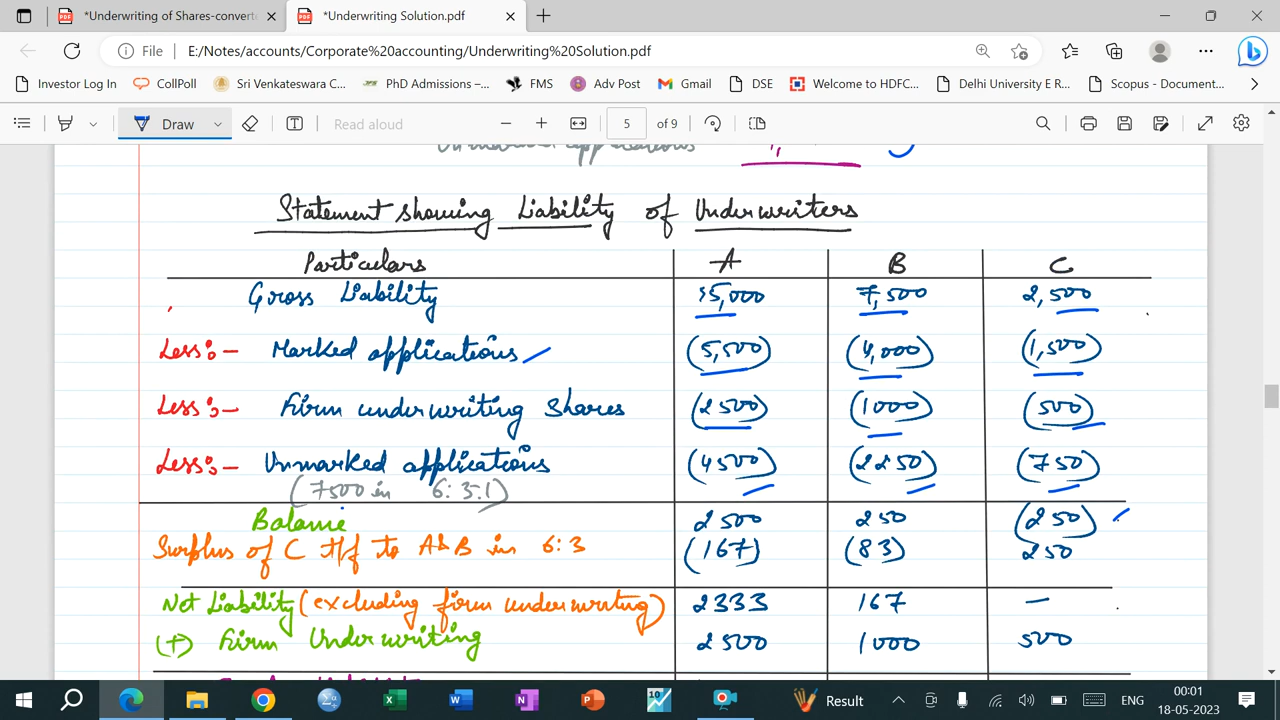 *Underwriting of Shares-convert
*Underwriting Solution.pdf
File E:/Notes/accounts/Corporate%20accounting/Underwriting%20Solution.pdf
Investor Log In CollPoll Sri Venkateswara C... PhD Admissions –... FMS Adv Post Gmail DSE Welcome to HDFC... Delhi University E R... Scopus - Document...
Draw Read aloud 5 of 9
Statement showing Liability of Underwriters
Particulars A B C
Gross Liability 15,000 7,500 2,500
Less:- Marked applications (5,500) (4,000) (1,500)
Less:- Firm underwriting shares (2500) (1000) (500)
Less:- Unmarked applications (4500) (2250) (750)
(7500 in 6:3:1)
Balance 2500 250 (250)
Surplus of C t/f to A&B in 6:3 (167) (83) 250
Net Liability (excluding firm underwriting) 2333 167 —
(+) Firm Underwriting 2500 1000 500
Result
ENG
00:01
18-05-2023